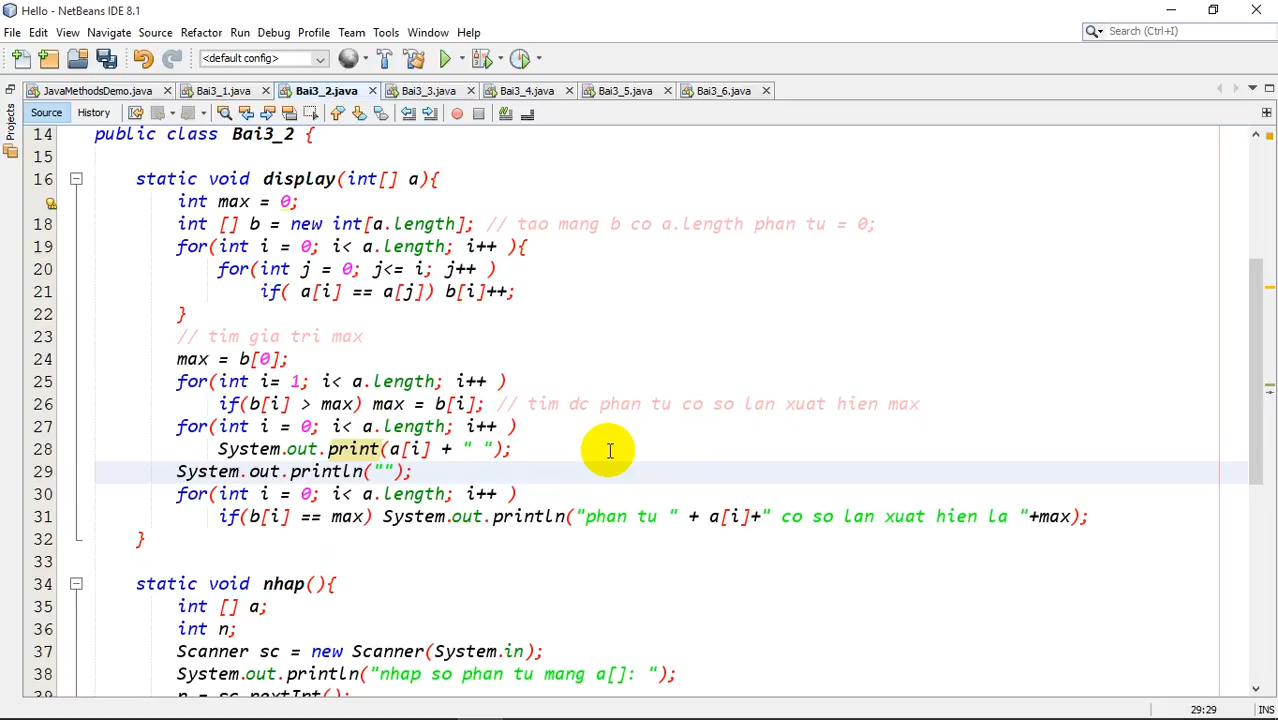 Hello - NetBeans IDE 8.1
File Edit View Navigate Source Refactor Run Debug Profile Team Tools Window Help
Search (Ctrl+I)
<default config>
JavaMethodsDemo.java Bai3_1.java Bai3_2.java Bai3_3.java Bai3_4.java Bai3_5.java Bai3_6.java
Projects
Source History
14 public class Bai3_2 {
15
16 static void display(int[] a){
int max = 0;
18 int [] b = new int[a.length]; // tao mang b co a.length phan tu = 0;
19 for(int i = 0; i< a.length; i++ ){
20 for(int j = 0; j<= i; j++ )
21 if( a[i] == a[j]) b[i]++;
22 }
23 // tim gia tri max
24 max = b[0];
25 for(int i= 1; i< a.length; i++ )
26 if(b[i] > max) max = b[i]; // tim dc phan tu co so lan xuat hien max
27 for(int i = 0; i< a.length; i++ )
28 System.out.print(a[i] + " ");
29 System.out.println("");
30 for(int i = 0; i< a.length; i++ )
31 if(b[i] == max) System.out.println("phan tu " + a[i]+" co so lan xuat hien la "+max);
32 }
33
34 static void nhap(){
35 int [] a;
36 int n;
37 Scanner sc = new Scanner(System.in);
38 System.out.println("nhap so phan tu mang a[]: ");
39 n = sc.nextInt();
29:29 INS